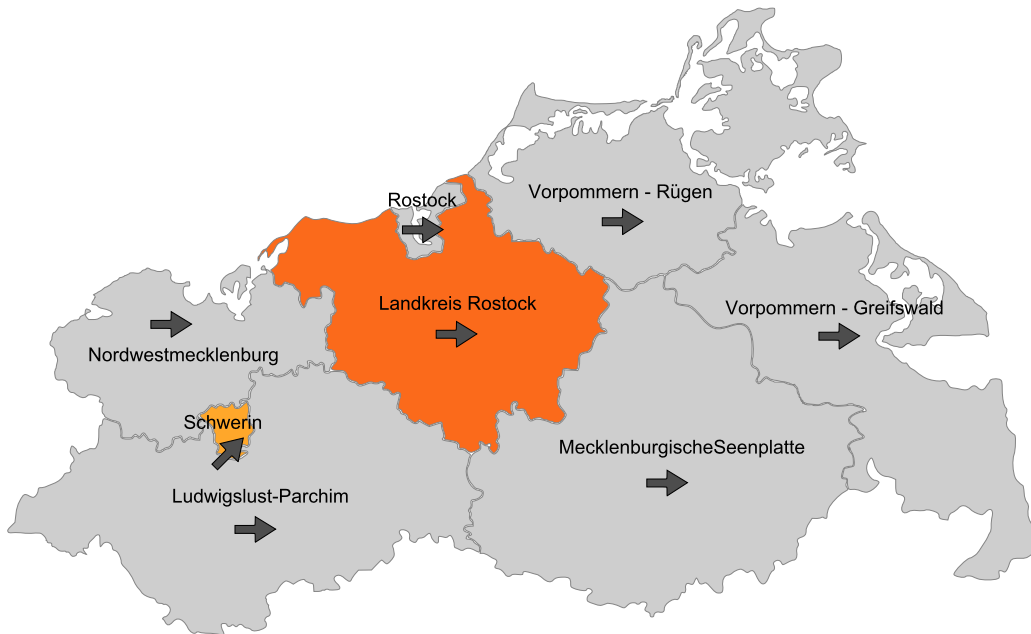 Vorpommern - Rügen
Rostock
Landkreis Rostock
Vorpommern - Greifswald
Nordwestmecklenburg
Schwerin
MecklenburgischeSeenplatte
Ludwigslust-Parchim